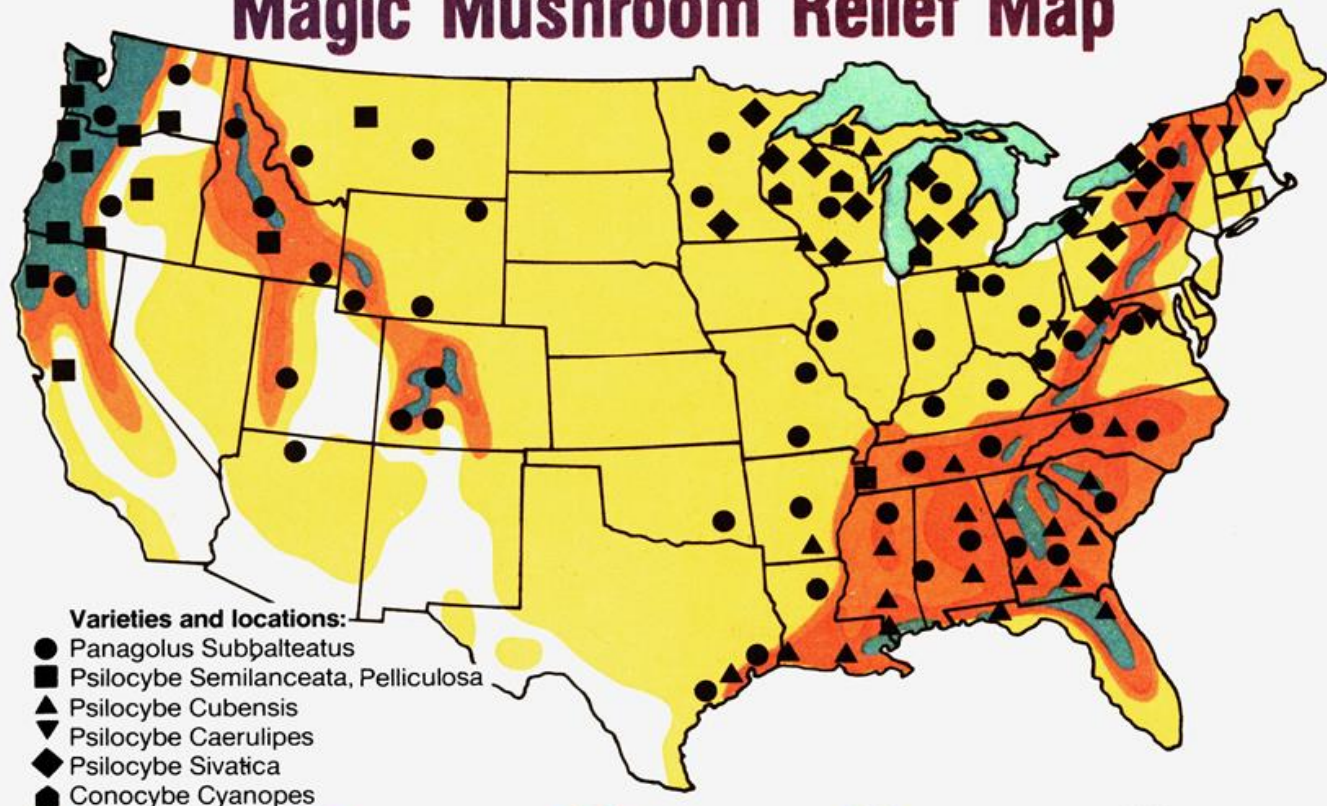 Magic Mushroom Relief Map
Varieties and locations:
Panagolus Subbalteatus
Psilocybe Semilanceata, Pelliculosa
Psilocybe Cubensis
Psilocybe Caerulipes
Psilocybe Sivatica
Conocybe Cyanopes